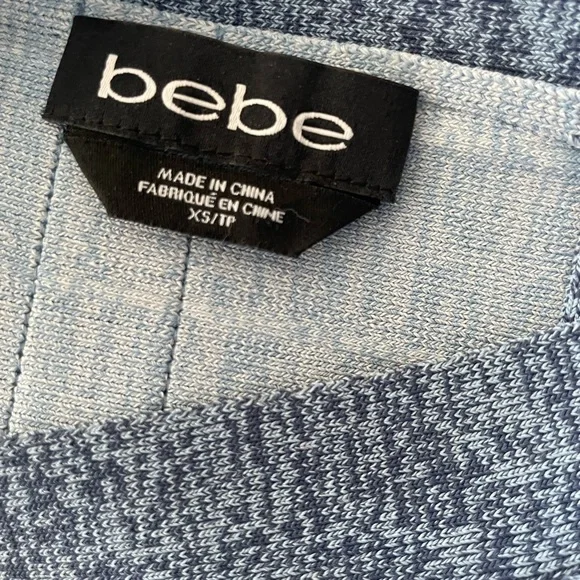 bebe
MADE IN CHINA
FABRIQUÉ EN CHINE
XS/TP